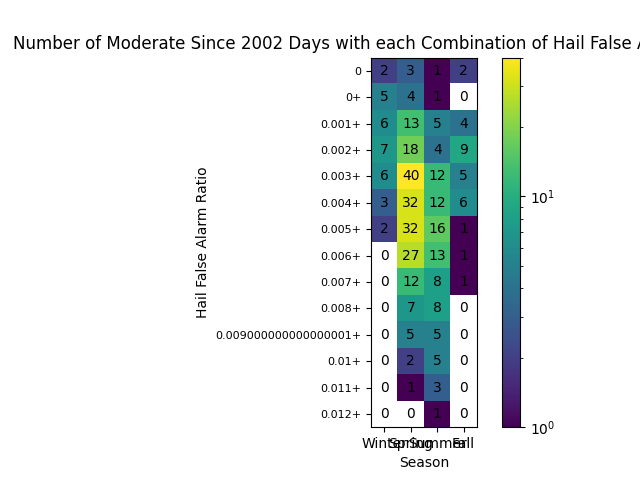 Number of Moderate Since 2002 Days with each Combination of Hail False A
0 2 3 1 2
0+ 5 4 1 0
0.001+ 6 13 5 4
0.002+ 7 18 4 9
0.003+ 6 40 12 5
0.004+ 3 32 12 6
0.005+ 2 32 16 1
0.006+ 0 27 13 1
0.007+ 0 12 8 1
0.008+ 0 7 8 0
0.009000000000000001+ 0 5 5 0
0.01+ 0 2 5 0
0.011+ 0 1 3 0
0.012+ 0 0 1 0
Winter Spring Summer Fall
Season
Hail False Alarm Ratio
10^1
10^0